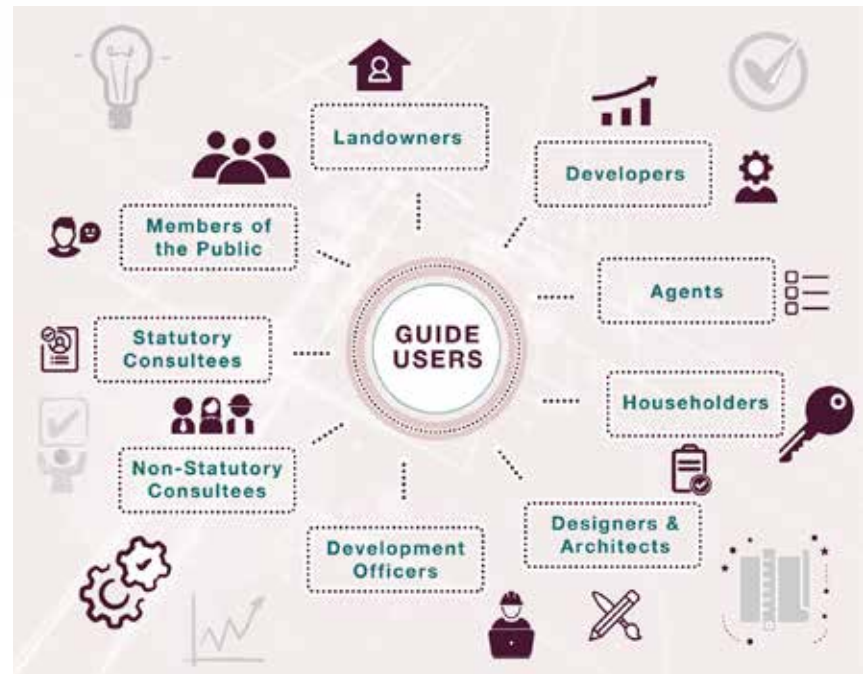 Landowners
Developers
Members of
the Public
Agents
Statutory
Consultees
GUIDE
USERS
Householders
Non-Statutory
Consultees
Designers &
Architects
Development
Officers